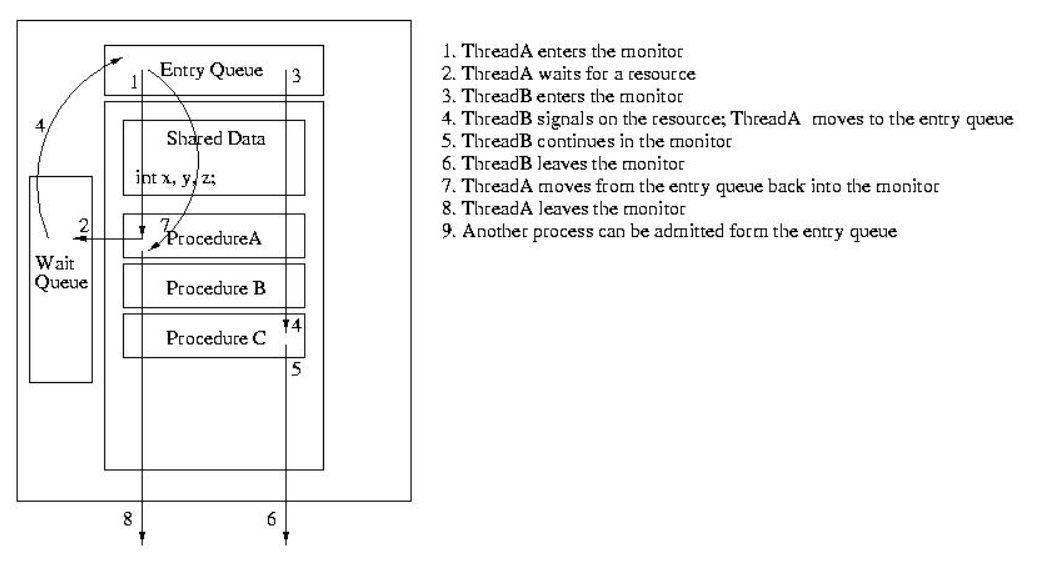 Entry Queue
1
3
4
Shared Data
int x, y, z;
2
7
ProcedureA
Wait
Queue
Procedure B
4
Procedure C
5
8
6
1. ThreadA enters the monitor
2. ThreadA waits for a resource
3. ThreadB enters the monitor
4. ThreadB signals on the resource; ThreadA moves to the entry queue
5. ThreadB continues in the monitor
6. ThreadB leaves the monitor
7. ThreadA moves from the entry queue back into the monitor
8. ThreadA leaves the monitor
9. Another process can be admitted form the entry queue